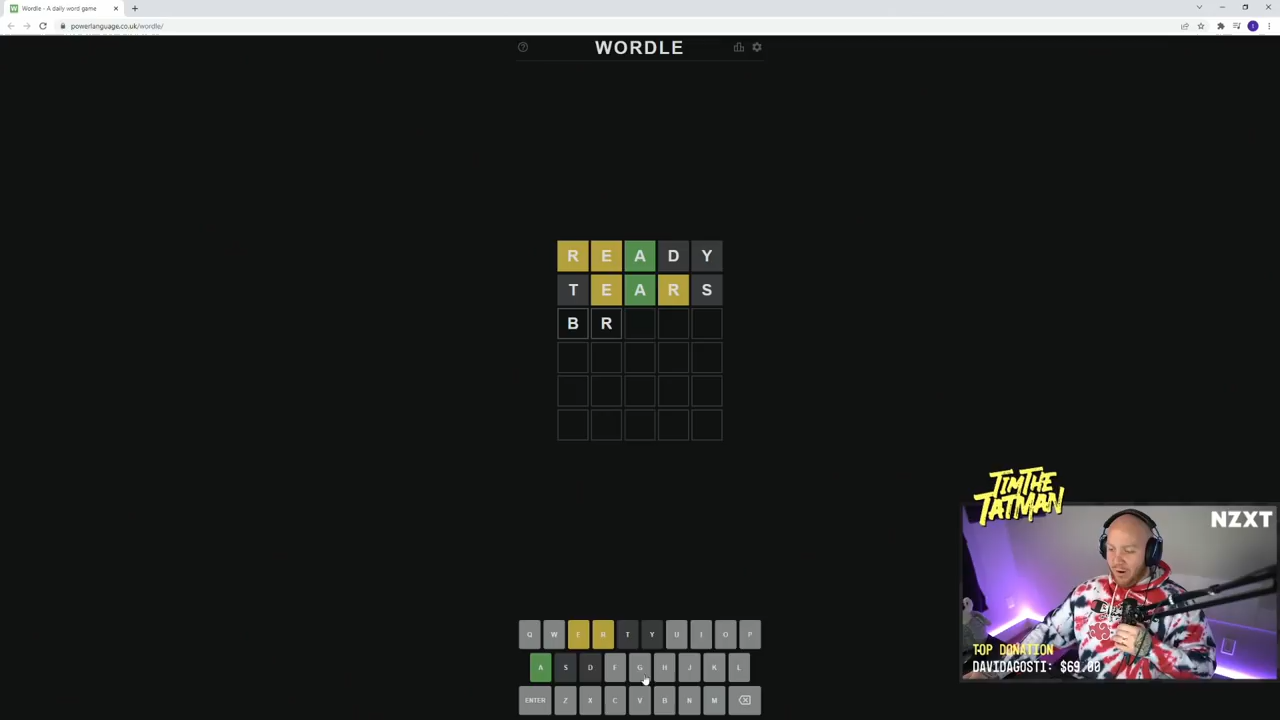 Wordle - A daily word game
powerlanguage.co.uk/wordle/
WORDLE
R E A D Y
T E A R S
B R
Q W E R T Y U I O P
A S D F G H J K L
ENTER Z X C V B N M
TIMTHE
TATMAN
NZXT
TOP DONATION
DAVIDAGOSTI: $69.00